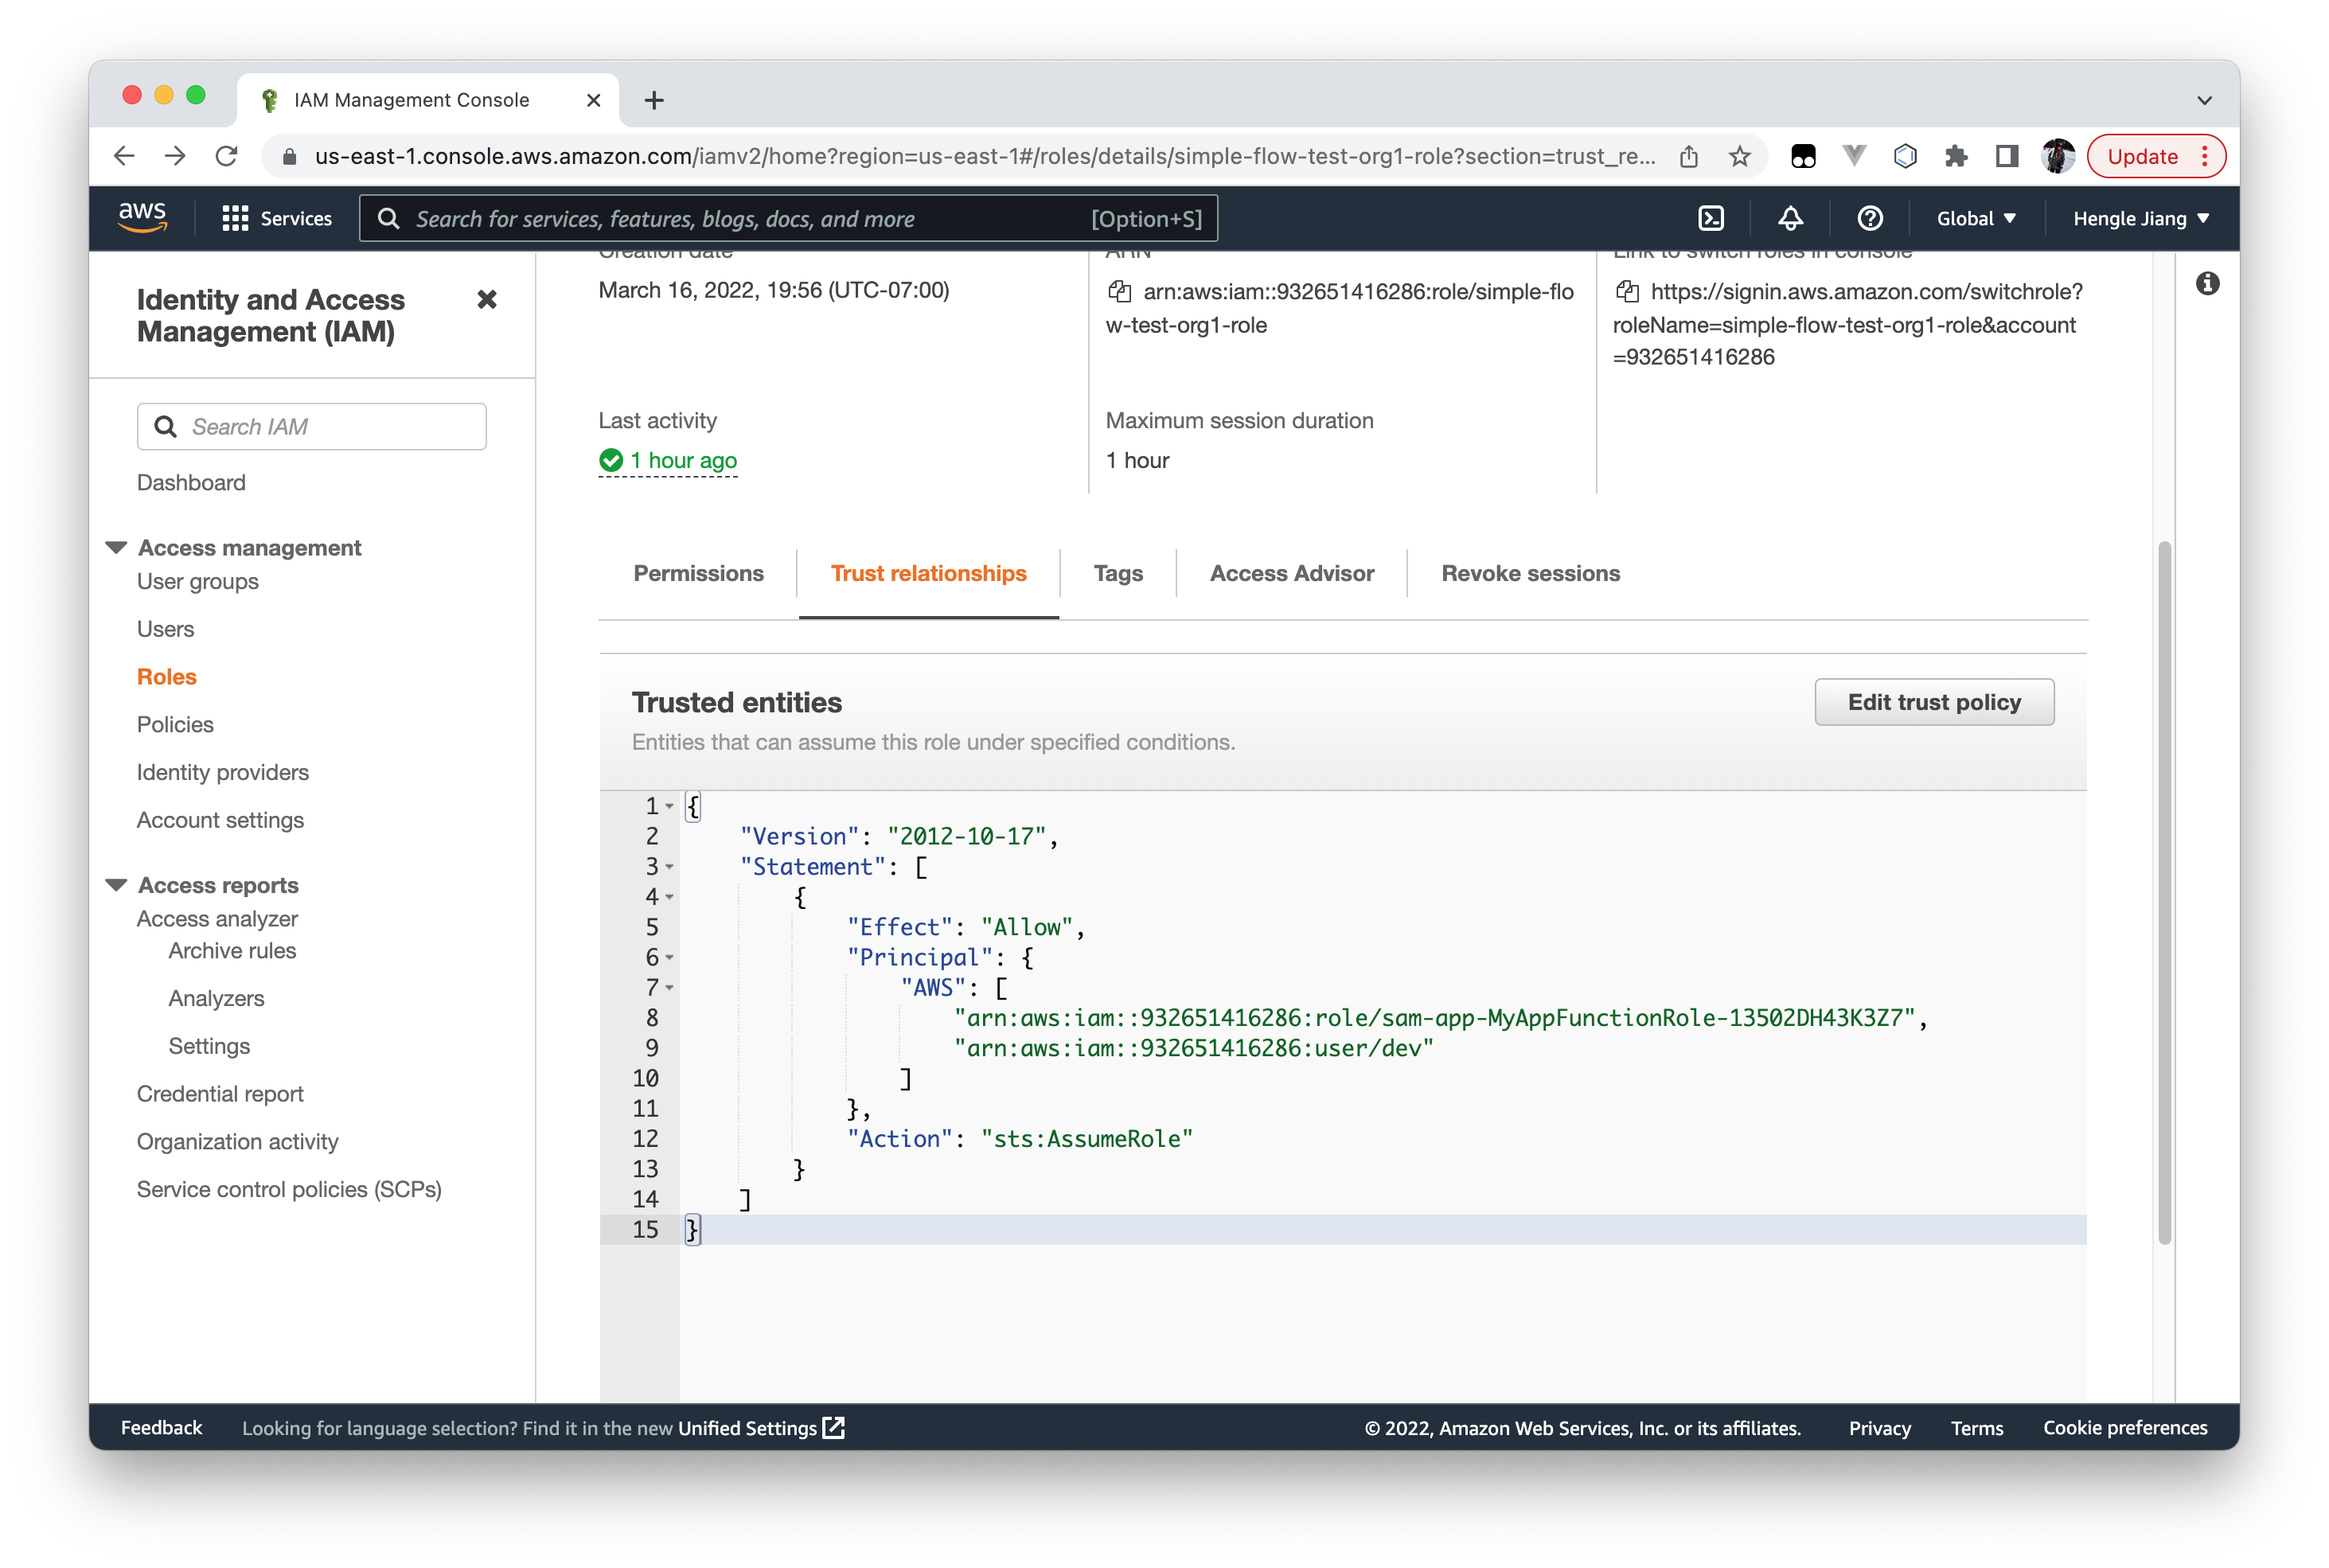 IAM Management Console
us-east-1.console.aws.amazon.com/iamv2/home?region=us-east-1#/roles/details/simple-flow-test-org1-role?section=trust_re...
Update
aws
Services
Search for services, features, blogs, docs, and more
[Option+S]
Global
Hengle Jiang
Identity and Access
Management (IAM)
Search IAM
Dashboard
Access management
User groups
Users
Roles
Policies
Identity providers
Account settings
Access reports
Access analyzer
Archive rules
Analyzers
Settings
Credential report
Organization activity
Service control policies (SCPs)
Creation date
March 16, 2022, 19:56 (UTC-07:00)
ARN
arn:aws:iam::932651416286:role/simple-flo
w-test-org1-role
Link to switch roles in console
https://signin.aws.amazon.com/switchrole?
roleName=simple-flow-test-org1-role&account
=932651416286
Last activity
1 hour ago
Maximum session duration
1 hour
Permissions
Trust relationships
Tags
Access Advisor
Revoke sessions
Trusted entities
Edit trust policy
Entities that can assume this role under specified conditions.
1 {
2 "Version": "2012-10-17",
3 "Statement": [
4 {
5 "Effect": "Allow",
6 "Principal": {
7 "AWS": [
8 "arn:aws:iam::932651416286:role/sam-app-MyAppFunctionRole-13502DH43K3Z7",
9 "arn:aws:iam::932651416286:user/dev"
10 ]
11 },
12 "Action": "sts:AssumeRole"
13 }
14 ]
15 }
Feedback
Looking for language selection? Find it in the new Unified Settings
© 2022, Amazon Web Services, Inc. or its affiliates.
Privacy
Terms
Cookie preferences